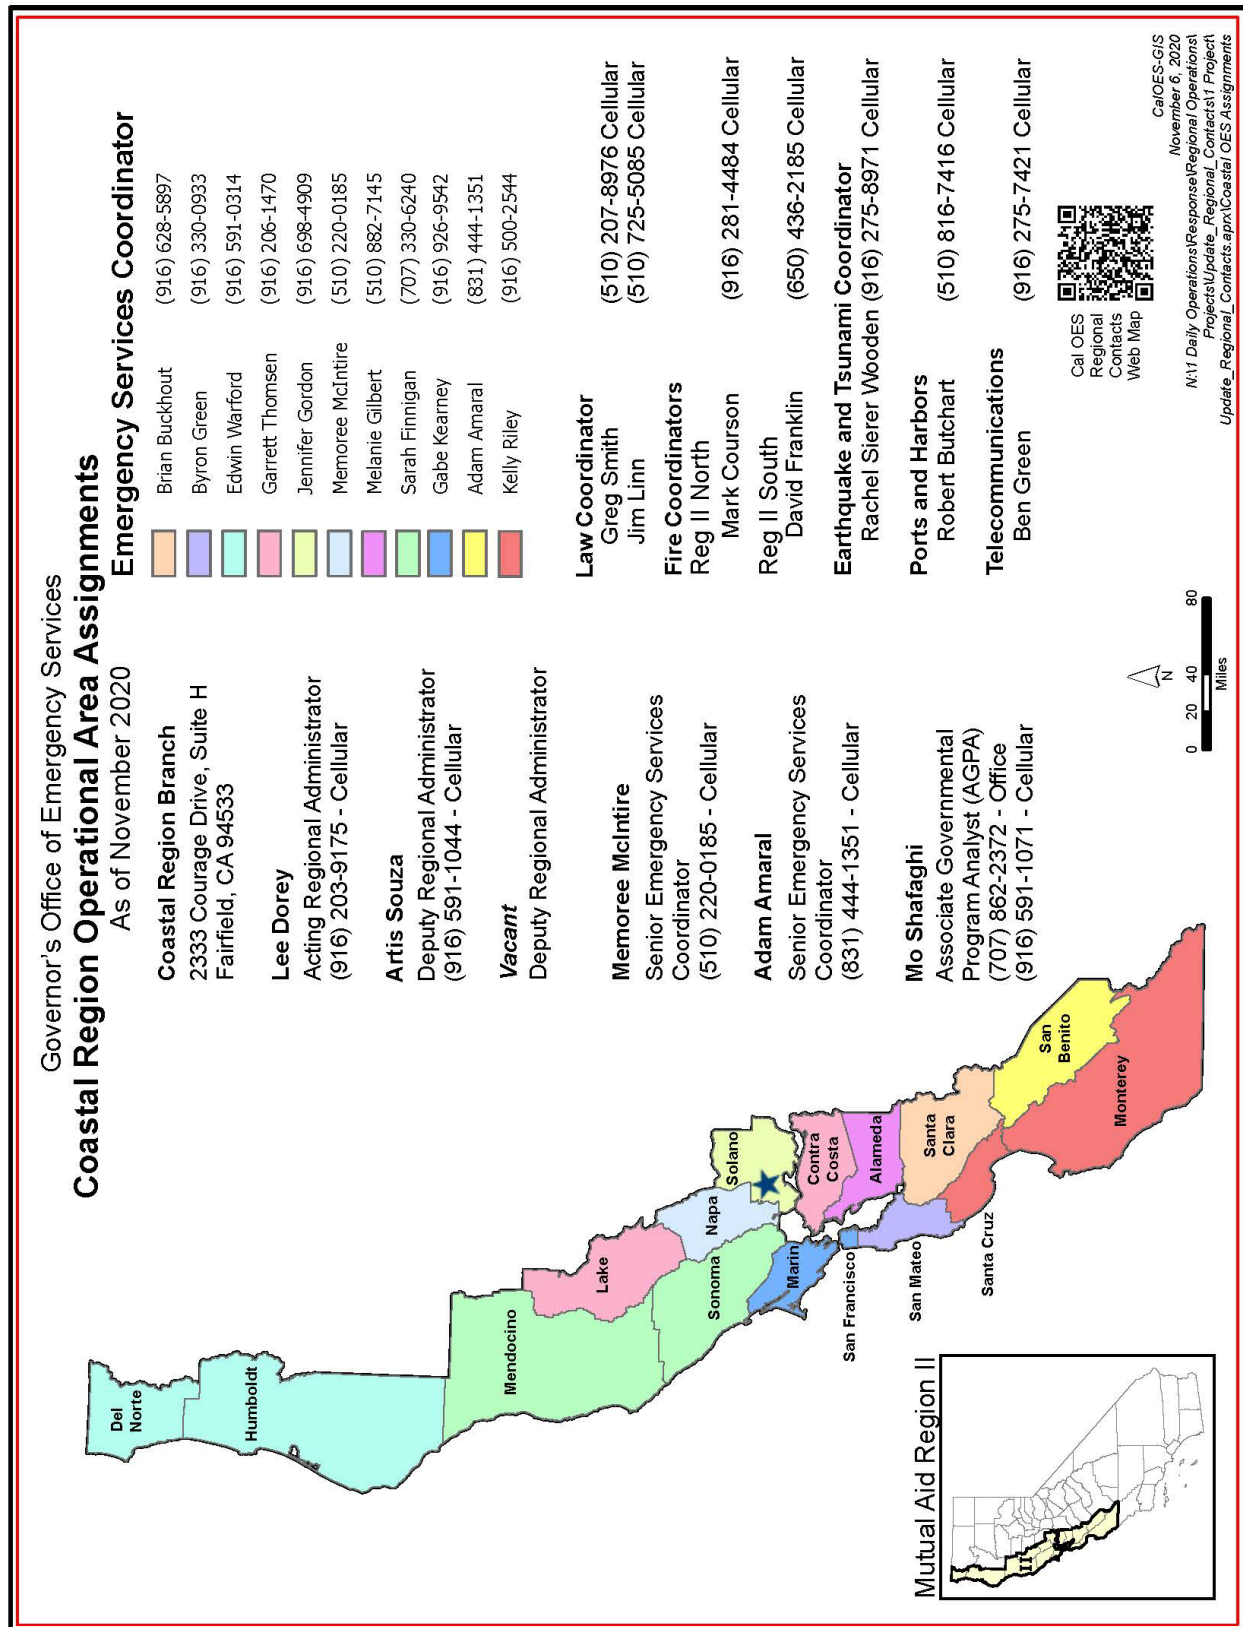 Governor's Office of Emergency Services
Coastal Region Operational Area Assignments
As of November 2020
Coastal Region Branch
2333 Courage Drive, Suite H
Fairfield, CA 94533
Lee Dorey
Acting Regional Administrator
(916) 203-9175 - Cellular
Artis Souza
Deputy Regional Administrator
(916) 591-1044 - Cellular
Vacant
Deputy Regional Administrator
Memoree McIntire
Senior Emergency Services
Coordinator
(510) 220-0185 - Cellular
Adam Amaral
Senior Emergency Services
Coordinator
(831) 444-1351 - Cellular
Mo Shafaghi
Associate Governmental
Program Analyst (AGPA)
(707) 862-2372 - Office
(916) 591-1071 - Cellular
Emergency Services Coordinator
Brian Buckhout (916) 628-5897
Byron Green (916) 330-0933
Edwin Warford (916) 591-0314
Garrett Thomsen (916) 206-1470
Jennifer Gordon (916) 698-4909
Memoree McIntire (510) 220-0185
Melanie Gilbert (510) 882-7145
Sarah Finnigan (707) 330-6240
Gabe Kearney (916) 926-9542
Adam Amaral (831) 444-1351
Kelly Riley (916) 500-2544
Law Coordinator
Greg Smith (510) 207-8976 Cellular
Jim Linn (510) 725-5085 Cellular
Fire Coordinators
Reg II North
Mark Courson (916) 281-4484 Cellular
Reg II South
David Franklin (650) 436-2185 Cellular
Earthquake and Tsunami Coordinator
Rachel Sierer Wooden (916) 275-8971 Cellular
Ports and Harbors
Robert Butchart (510) 816-7416 Cellular
Telecommunications
Ben Green (916) 275-7421 Cellular
Del
Norte
Humboldt
Mendocino
Lake
Sonoma
Napa
Solano
Marin
Contra
Costa
Alameda
San Francisco
San Mateo
Santa
Clara
Santa Cruz
San
Benito
Monterey
Mutual Aid Region II
II
N
0 20 40 80
Miles
Cal OES
Regional
Contacts
Web Map
CalOES-GIS
November 6, 2020
N:\1 Daily Operations\Response\Regional Operations\
Projects\Update_Regional_Contacts\1 Project\
Update_Regional_Contacts.aprx\Coastal OES Assignments